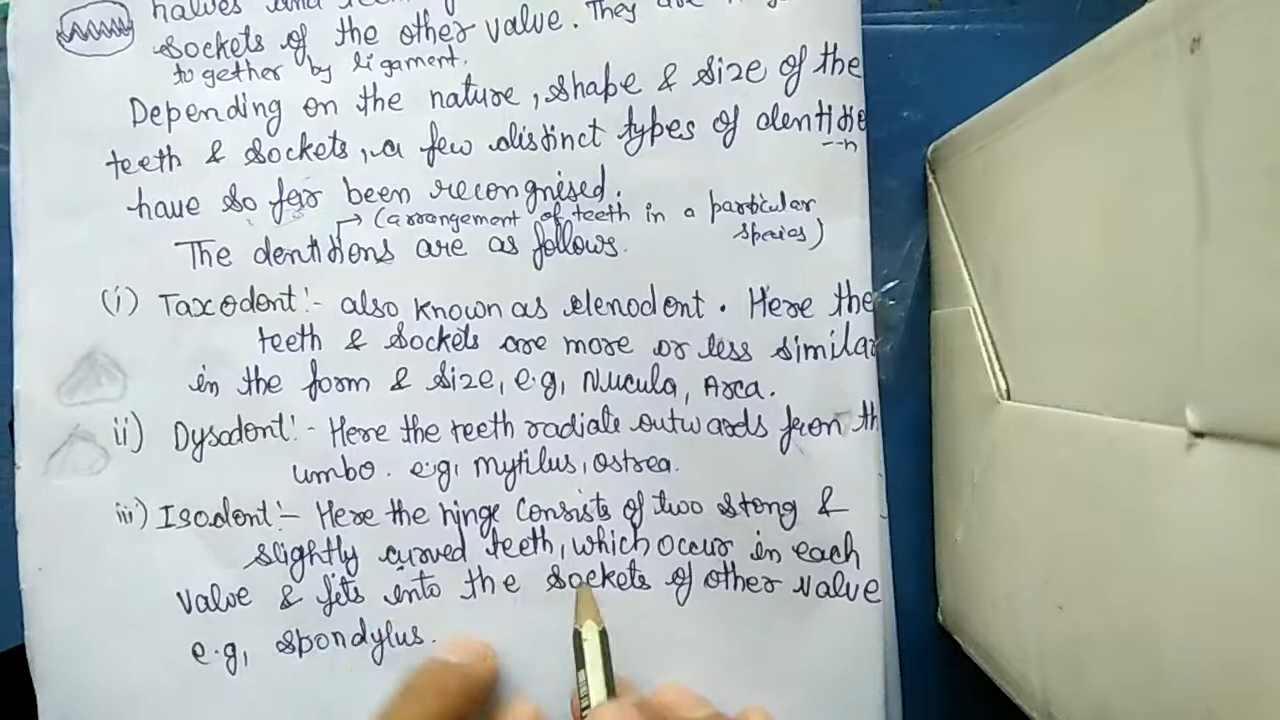 halves and
sockets of the other valve. They are
together by ligament.
Depending on the nature, shape & size of the
teeth & sockets, a few distinct types of dentitio
--n
have so far been recongnised.
→ (arrangement of teeth in a particular
species)
The dentitions are as follows.
(i) Taxodont:- also known as elenodont. Here the
teeth & sockets are more or less similar
in the form & size, e.g, Nucula, Arca.
ii) Dysodont:- Here the teeth radiate outwards from th
umbo. e.g, mytilus, ostrea.
iii) Isodont:- Here the hinge consists of two stong &
slightly curved teeth, which occur in each
valve & fits into the sockets of other valve
e.g, spondylus.